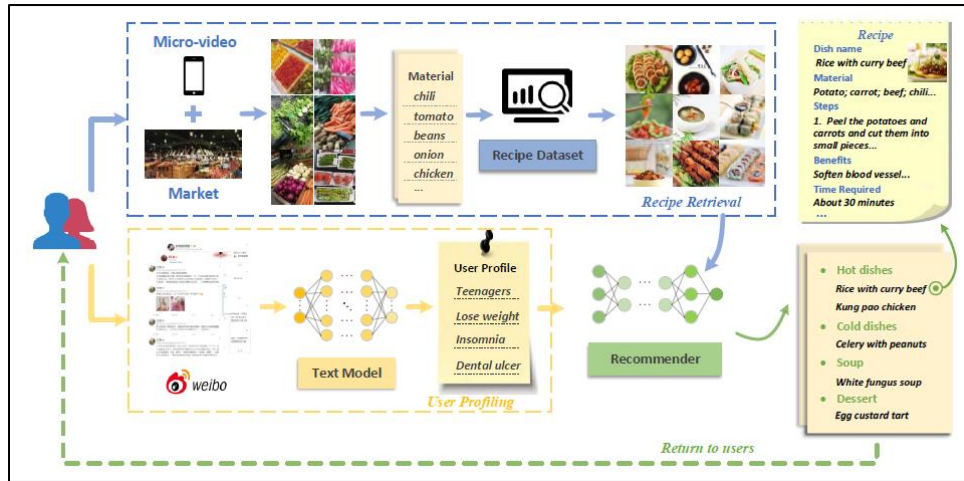 Micro-video
Market
Material
chili
tomato
beans
onion
chicken
...
Recipe Dataset
Recipe Retrieval
Recipe
Dish name
Rice with curry beef
Material
Potato; carrot; beef; chili...
Steps
1. Peel the potatoes and
carrots and cut them into
small pieces...
Benefits
Soften blood vessel...
Time Required
About 30 minutes
...
weibo
Text Model
User Profile
Teenagers
Lose weight
Insomnia
Dental ulcer
User Profiling
Recommender
Hot dishes
Rice with curry beef
Kung pao chicken
Cold dishes
Celery with peanuts
Soup
White fungus soup
Dessert
Egg custard tart
Return to users